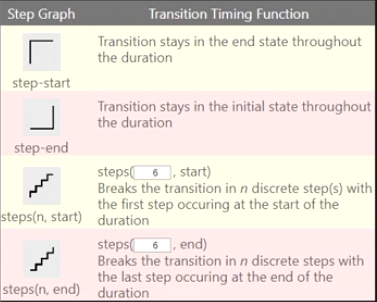 Step Graph Transition Timing Function
Transition stays in the end state throughout
the duration
step-start
Transition stays in the initial state throughout
the duration
step-end
steps( 6 , start)
Breaks the transition in n discrete step(s) with
the first step occuring at the start of the
duration
steps(n, start)
steps( 6 , end)
Breaks the transition in n discrete steps with
the last step occuring at the end of the
duration
steps(n, end)